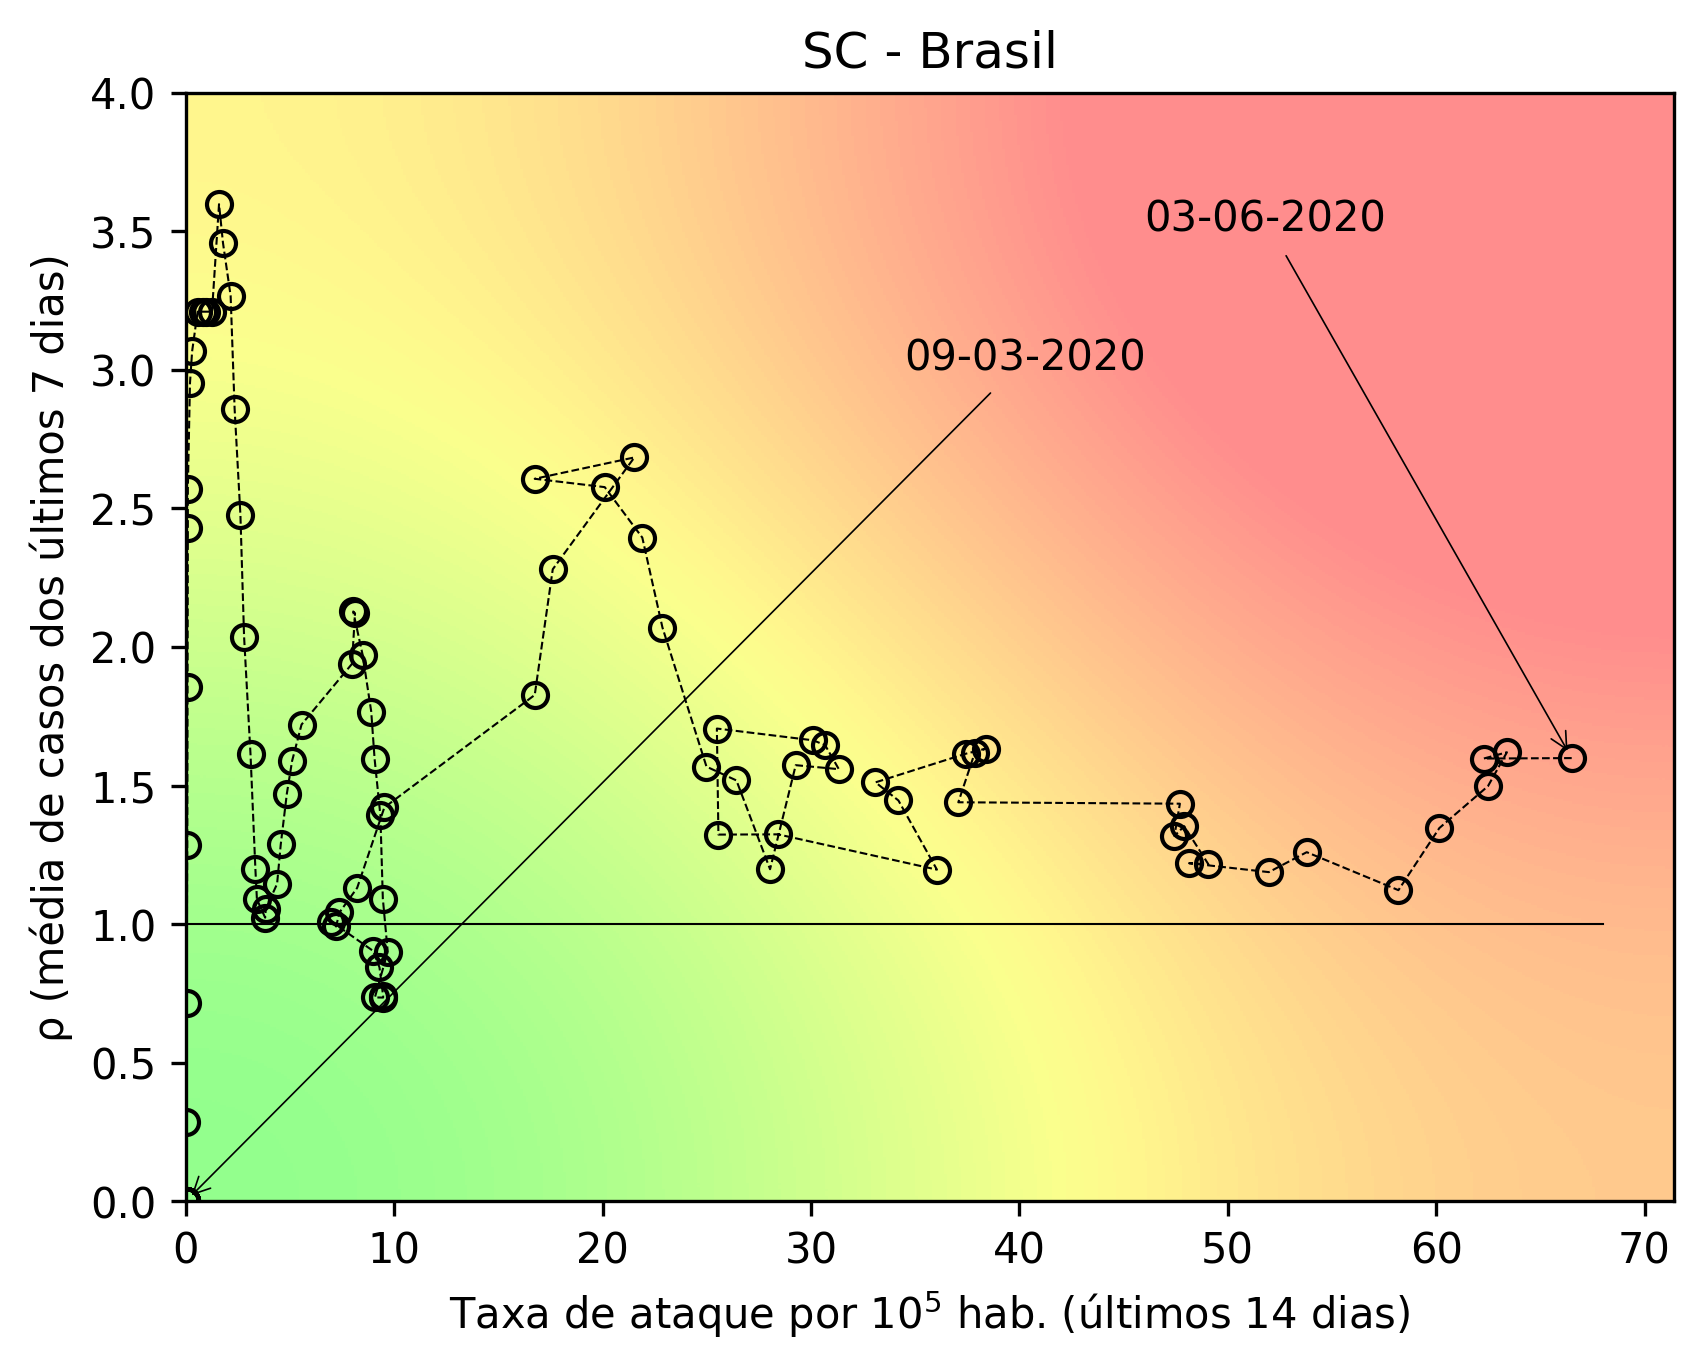 SC - Brasil
4.0
3.5
3.0
2.5
2.0
1.5
1.0
0.5
0.0
ρ (média de casos dos últimos 7 dias)
03-06-2020
09-03-2020
0 10 20 30 40 50 60 70
Taxa de ataque por 10⁵ hab. (últimos 14 dias)